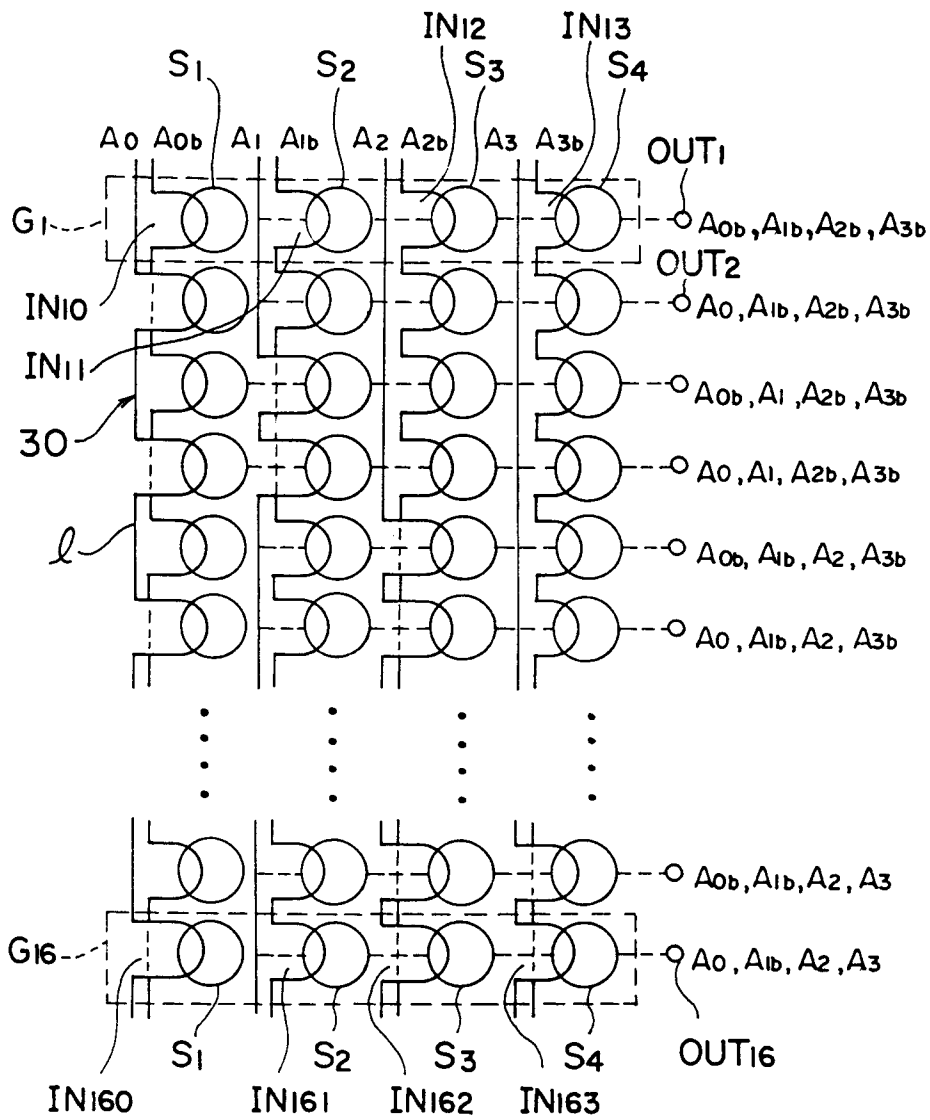 IN12 IN13
S1 S2 S3 S4
A0 A0b A1 A1b A2 A2b A3 A3b
OUT1
G1
A0b, A1b, A2b, A3b
OUT2
IN10
A0, A1b, A2b, A3b
IN11
A0b, A1, A2b, A3b
30
A0, A1, A2b, A3b
l
A0b, A1b, A2, A3b
A0, A1b, A2, A3b
A0b, A1b, A2, A3
G16
A0, A1b, A2, A3
S1 S2 S3 S4 OUT16
IN160 IN161 IN162 IN163